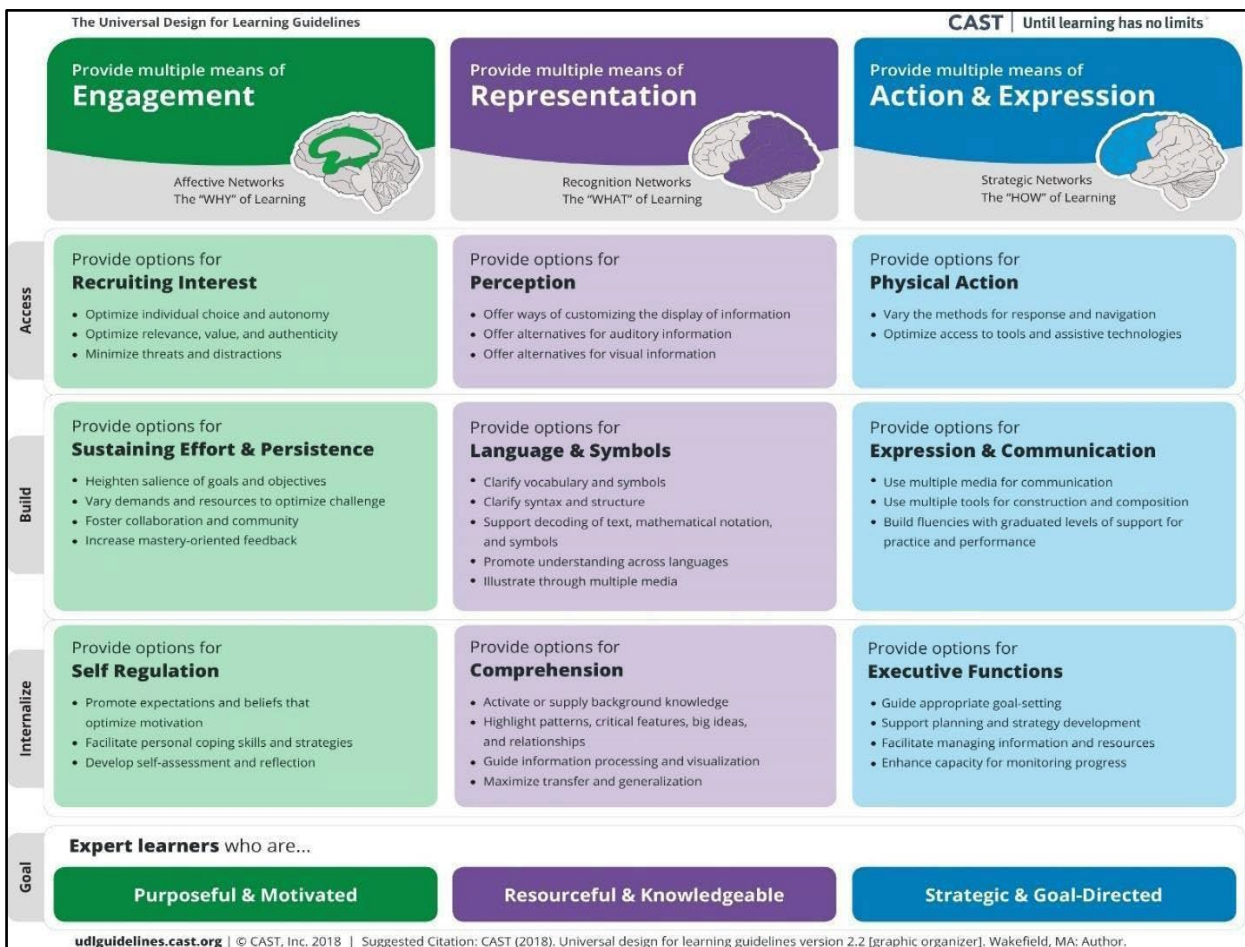 The Universal Design for Learning Guidelines
CAST | Until learning has no limits
Provide multiple means of
Engagement
Affective Networks
The “WHY” of Learning
Provide multiple means of
Representation
Recognition Networks
The “WHAT” of Learning
Provide multiple means of
Action & Expression
Strategic Networks
The “HOW” of Learning
Access
Provide options for
Recruiting Interest
• Optimize individual choice and autonomy
• Optimize relevance, value, and authenticity
• Minimize threats and distractions
Provide options for
Perception
• Offer ways of customizing the display of information
• Offer alternatives for auditory information
• Offer alternatives for visual information
Provide options for
Physical Action
• Vary the methods for response and navigation
• Optimize access to tools and assistive technologies
Build
Provide options for
Sustaining Effort & Persistence
• Heighten salience of goals and objectives
• Vary demands and resources to optimize challenge
• Foster collaboration and community
• Increase mastery-oriented feedback
Provide options for
Language & Symbols
• Clarify vocabulary and symbols
• Clarify syntax and structure
• Support decoding of text, mathematical notation,
and symbols
• Promote understanding across languages
• Illustrate through multiple media
Provide options for
Expression & Communication
• Use multiple media for communication
• Use multiple tools for construction and composition
• Build fluencies with graduated levels of support for
practice and performance
Internalize
Provide options for
Self Regulation
• Promote expectations and beliefs that
optimize motivation
• Facilitate personal coping skills and strategies
• Develop self-assessment and reflection
Provide options for
Comprehension
• Activate or supply background knowledge
• Highlight patterns, critical features, big ideas,
and relationships
• Guide information processing and visualization
• Maximize transfer and generalization
Provide options for
Executive Functions
• Guide appropriate goal-setting
• Support planning and strategy development
• Facilitate managing information and resources
• Enhance capacity for monitoring progress
Goal
Expert learners who are...
Purposeful & Motivated
Resourceful & Knowledgeable
Strategic & Goal-Directed
udlguidelines.cast.org | © CAST, Inc. 2018 | Suggested Citation: CAST (2018). Universal design for learning guidelines version 2.2 [graphic organizer]. Wakefield, MA: Author.